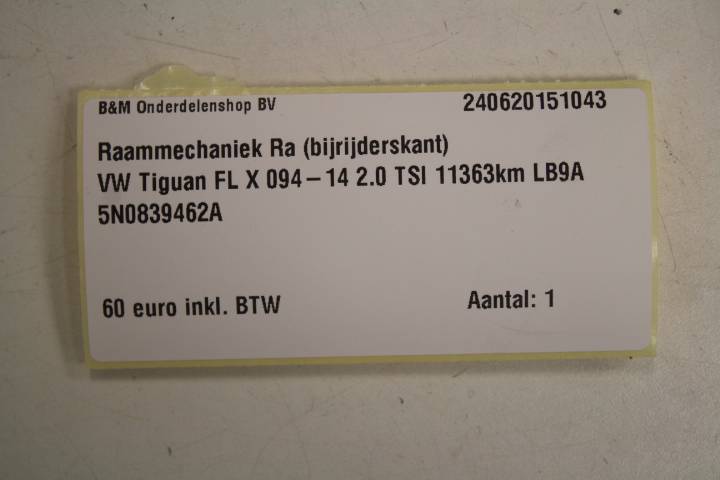 B&M Onderdelenshop BV 240620151043
Raammechaniek Ra (bijrijderskant)
VW Tiguan FL X 094-14 2.0 TSI 11363km LB9A
5N0839462A
60 euro inkl. BTW Aantal: 1